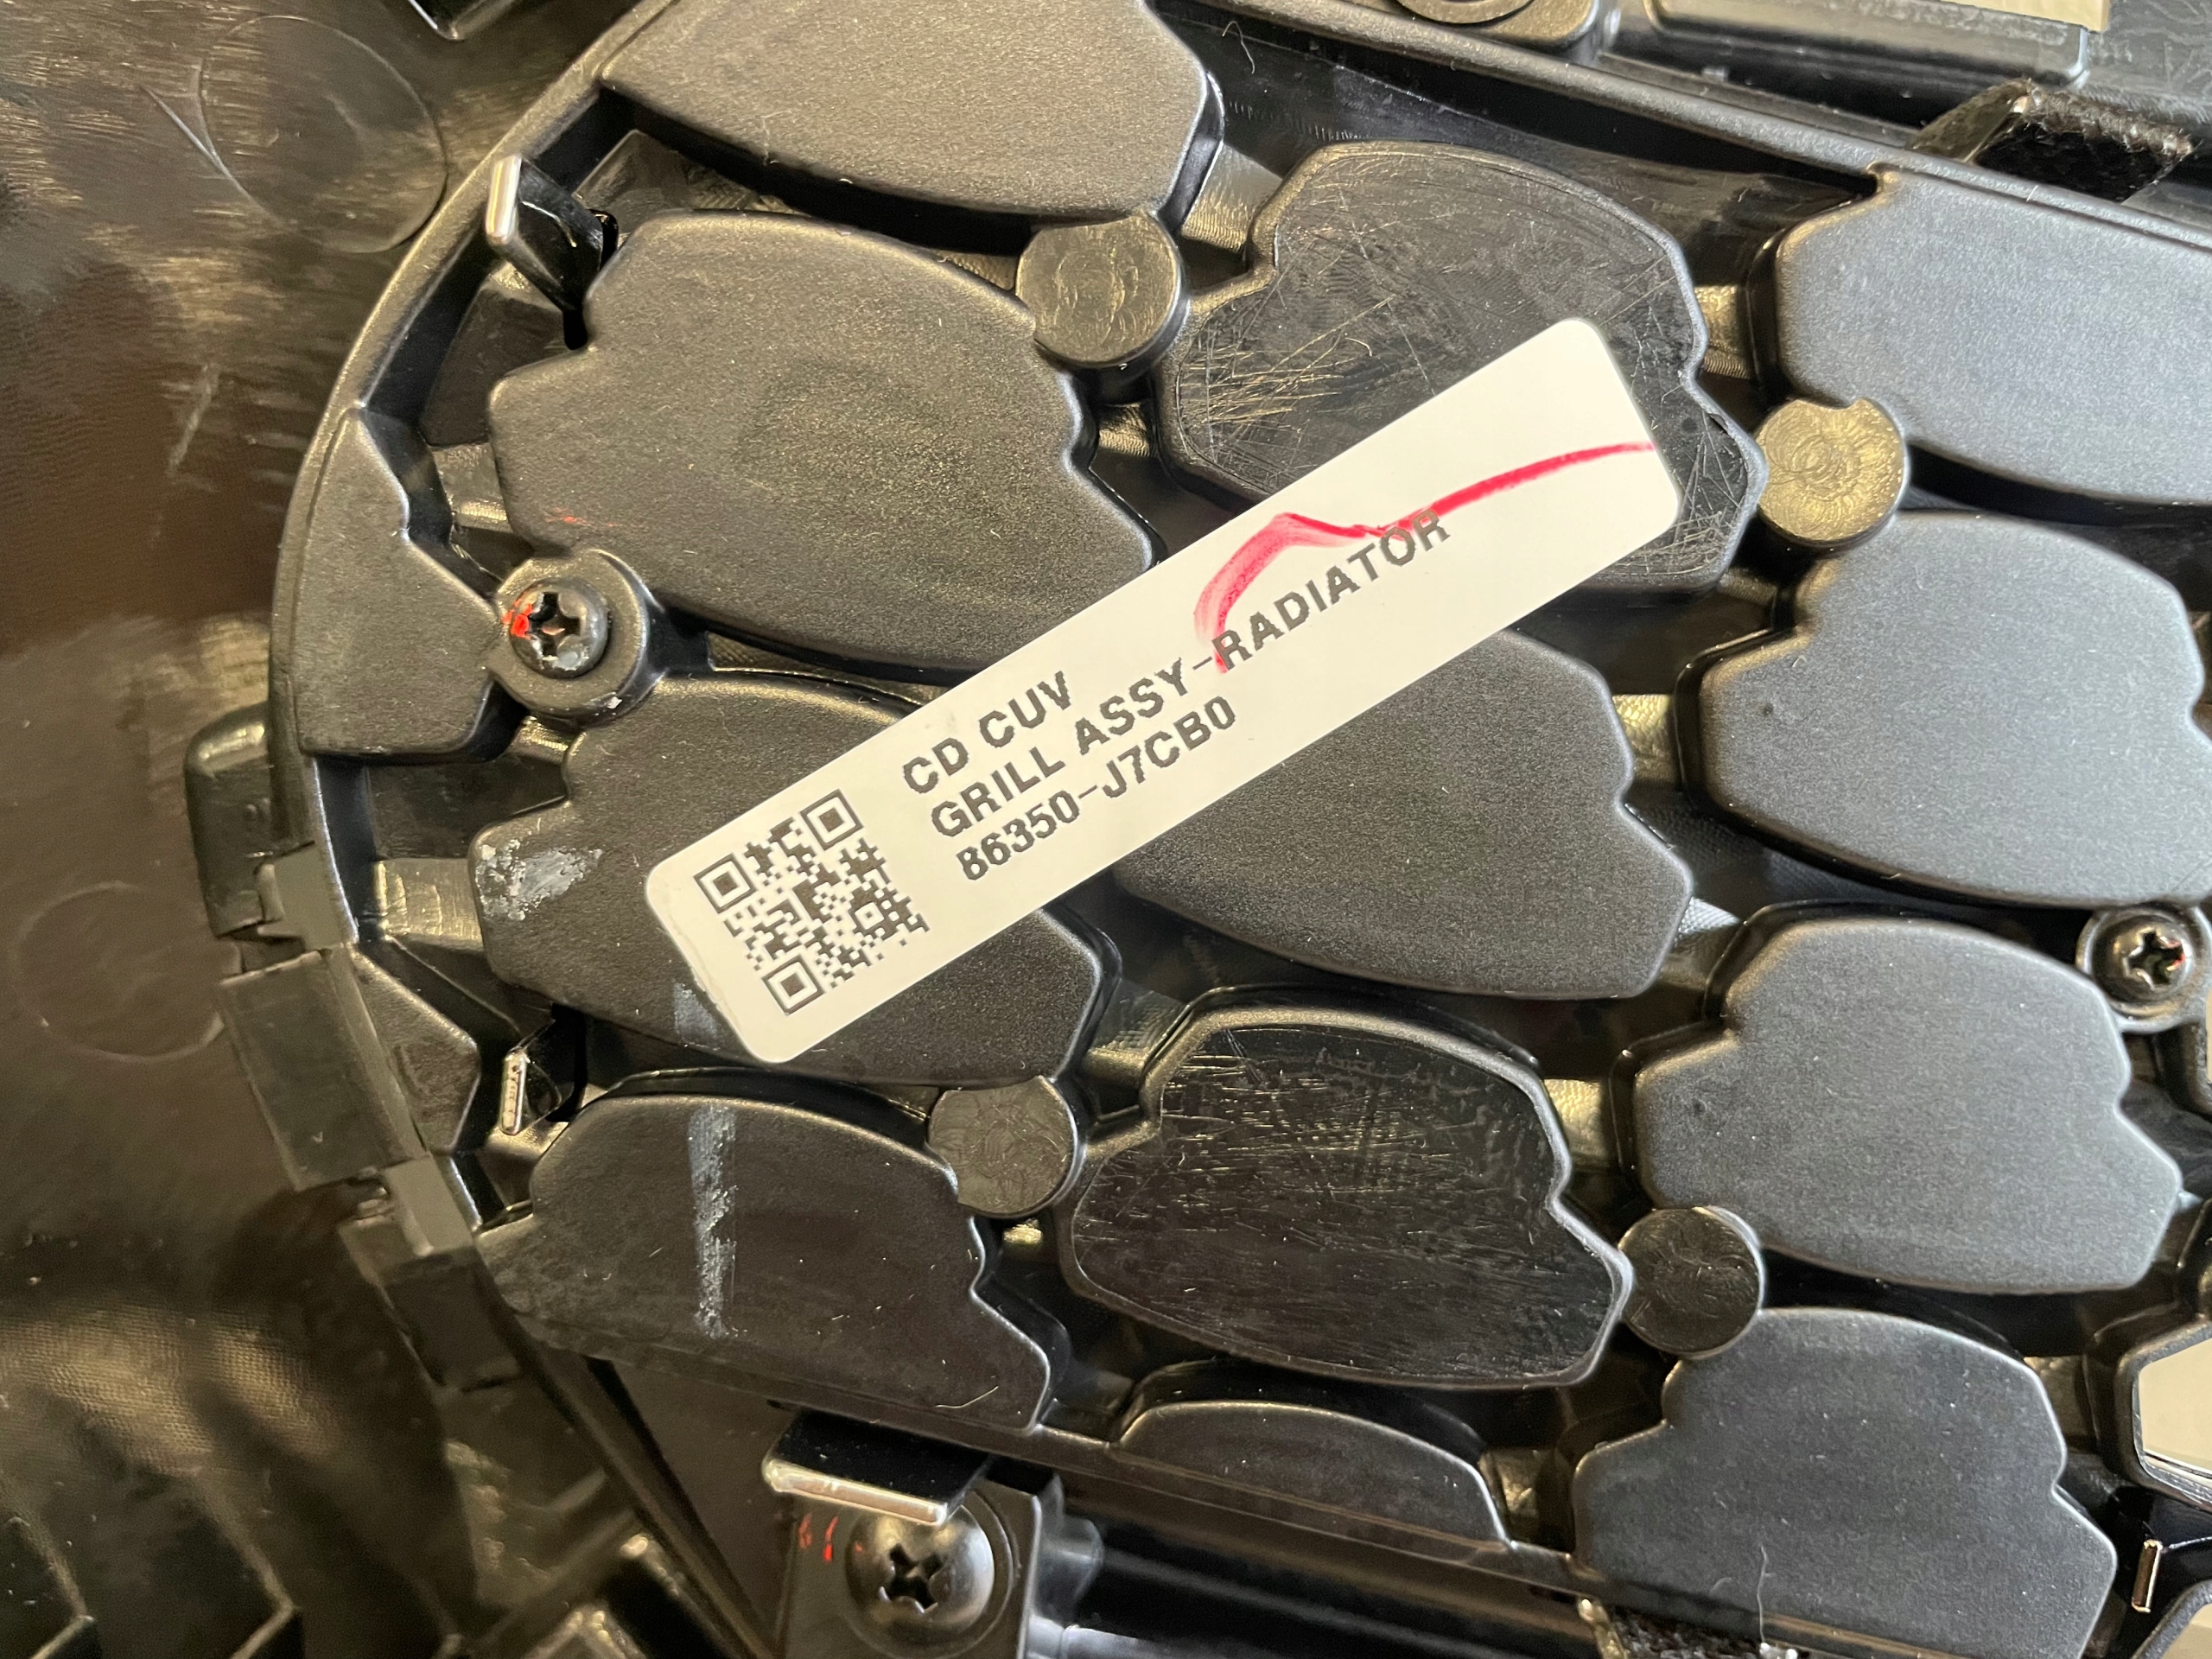 CD CUV
GRILL ASSY-RADIATOR
86350-J7CB0